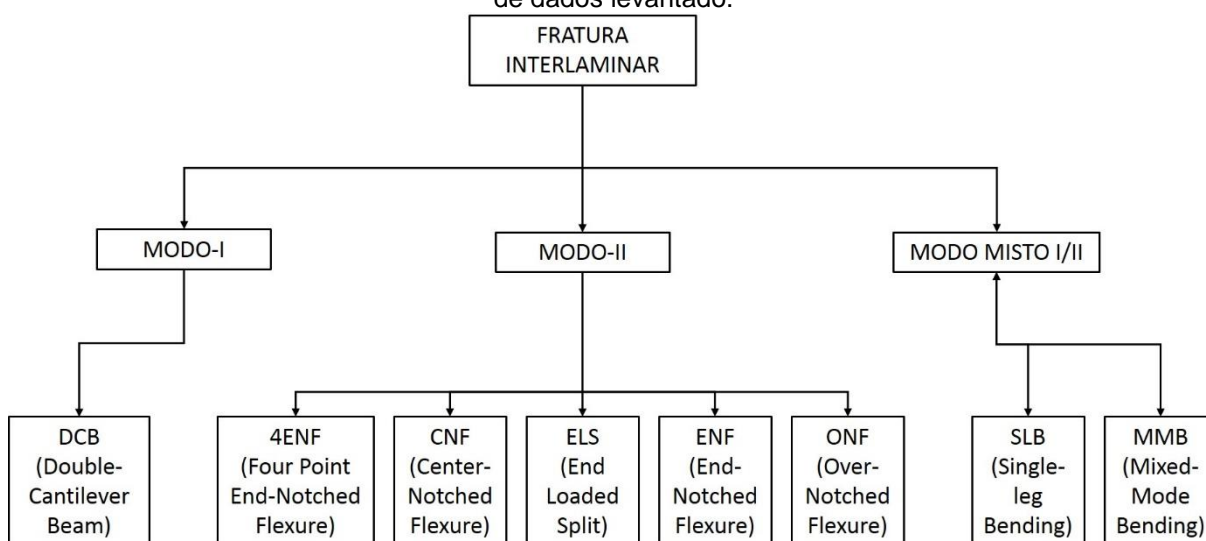 de dados levantado.
FRATURA
INTERLAMINAR
MODO-I
MODO-II
MODO MISTO I/II
DCB
(Double-
Cantilever
Beam)
4ENF
(Four Point
End-Notched
Flexure)
CNF
(Center-
Notched
Flexure)
ELS
(End
Loaded
Split)
ENF
(End-
Notched
Flexure)
ONF
(Over-
Notched
Flexure)
SLB
(Single-
leg
Bending)
MMB
(Mixed-
Mode
Bending)